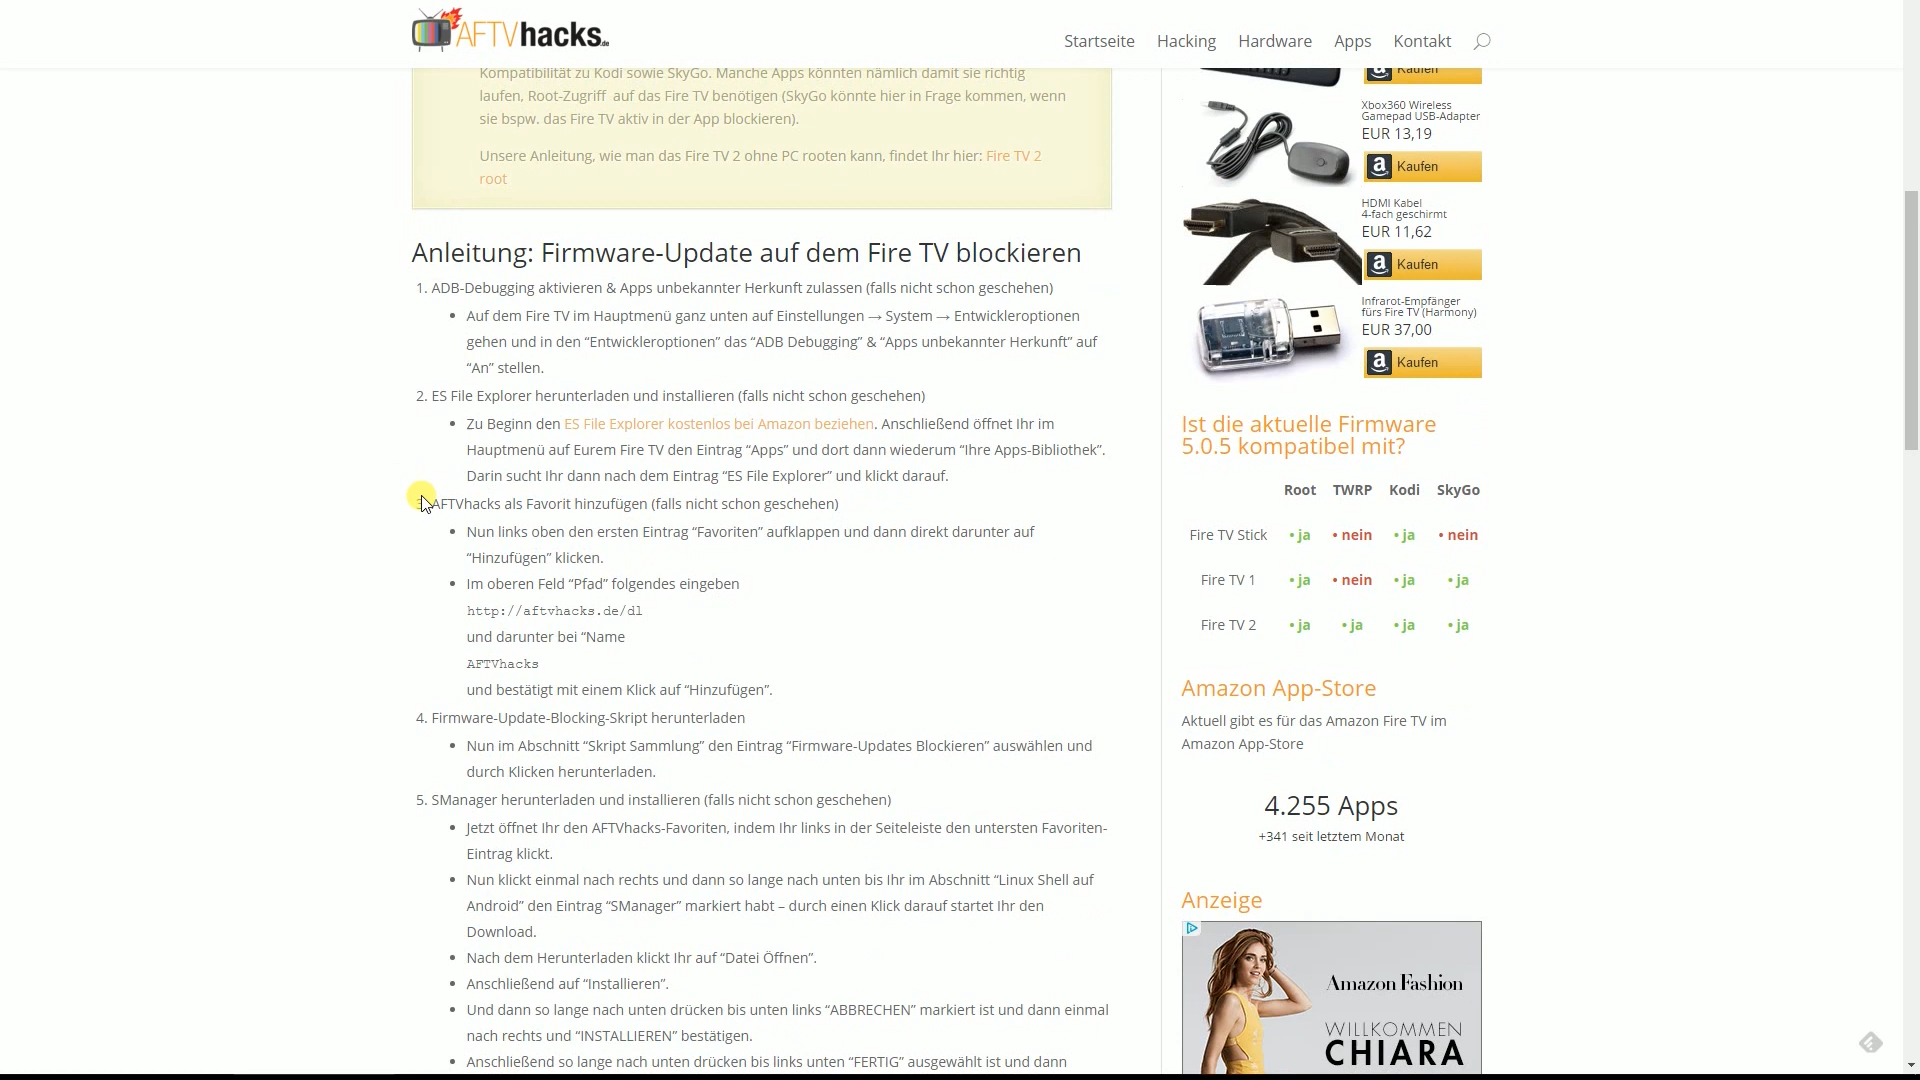 AFTVhacks.de
Startseite Hacking Hardware Apps Kontakt
Kompatibilität zu Kodi sowie SkyGo. Manche Apps könnten nämlich damit sie richtig
laufen, Root-Zugriff auf das Fire TV benötigen (SkyGo könnte hier in Frage kommen, wenn
sie bspw. das Fire TV aktiv in der App blockieren).
Unsere Anleitung, wie man das Fire TV 2 ohne PC rooten kann, findet Ihr hier: Fire TV 2
root
Anleitung: Firmware-Update auf dem Fire TV blockieren
1. ADB-Debugging aktivieren & Apps unbekannter Herkunft zulassen (falls nicht schon geschehen)
• Auf dem Fire TV im Hauptmenü ganz unten auf Einstellungen → System → Entwickleroptionen
gehen und in den “Entwickleroptionen” das “ADB Debugging” & “Apps unbekannter Herkunft” auf
“An” stellen.
2. ES File Explorer herunterladen und installieren (falls nicht schon geschehen)
• Zu Beginn den ES File Explorer kostenlos bei Amazon beziehen. Anschließend öffnet Ihr im
Hauptmenü auf Eurem Fire TV den Eintrag “Apps” und dort dann wiederum “Ihre Apps-Bibliothek”.
Darin sucht Ihr dann nach dem Eintrag “ES File Explorer” und klickt darauf.
3. AFTVhacks als Favorit hinzufügen (falls nicht schon geschehen)
• Nun links oben den ersten Eintrag “Favoriten” aufklappen und dann direkt darunter auf
“Hinzufügen” klicken.
• Im oberen Feld “Pfad” folgendes eingeben
http://aftvhacks.de/dl
und darunter bei “Name
AFTVhacks
und bestätigt mit einem Klick auf “Hinzufügen”.
4. Firmware-Update-Blocking-Skript herunterladen
• Nun im Abschnitt “Skript Sammlung” den Eintrag “Firmware-Updates Blockieren” auswählen und
durch Klicken herunterladen.
5. SManager herunterladen und installieren (falls nicht schon geschehen)
• Jetzt öffnet Ihr den AFTVhacks-Favoriten, indem Ihr links in der Seiteleiste den untersten Favoriten-
Eintrag klickt.
• Nun klickt einmal nach rechts und dann so lange nach unten bis Ihr im Abschnitt “Linux Shell auf
Android” den Eintrag “SManager” markiert habt – durch einen Klick darauf startet Ihr den
Download.
• Nach dem Herunterladen klickt Ihr auf “Datei Öffnen”.
• Anschließend auf “Installieren”.
• Und dann so lange nach unten drücken bis unten links “ABBRECHEN” markiert ist und dann einmal
nach rechts und “INSTALLIEREN” bestätigen.
• Anschließend so lange nach unten drücken bis links unten “FERTIG” ausgewählt ist und dann
Kaufen
Xbox360 Wireless
Gamepad USB-Adapter
EUR 13,19
Kaufen
HDMI Kabel
4-fach geschirmt
EUR 11,62
Kaufen
Infrarot-Empfänger
fürs Fire TV (Harmony)
EUR 37,00
Kaufen
Ist die aktuelle Firmware
5.0.5 kompatibel mit?
Root TWRP Kodi SkyGo
Fire TV Stick • ja • nein • ja • nein
Fire TV 1 • ja • nein • ja • ja
Fire TV 2 • ja • ja • ja • ja
Amazon App-Store
Aktuell gibt es für das Amazon Fire TV im
Amazon App-Store
4.255 Apps
+341 seit letztem Monat
Anzeige
Amazon Fashion
WILLKOMMEN
CHIARA